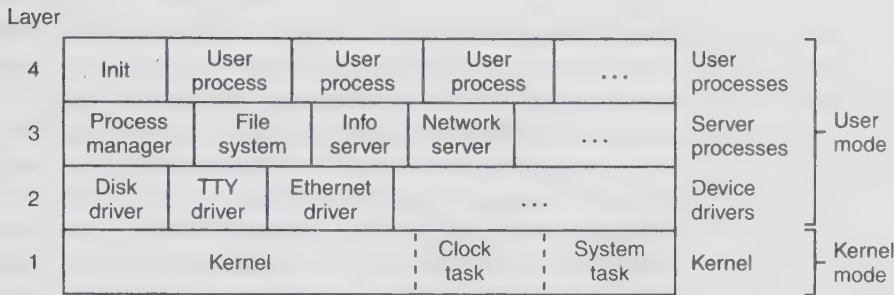 Layer
4 Init User process User process User process ... User processes
3 Process manager File system Info server Network server ... Server processes User mode
2 Disk driver TTY driver Ethernet driver ... Device drivers
1 Kernel Clock task System task Kernel Kernel mode